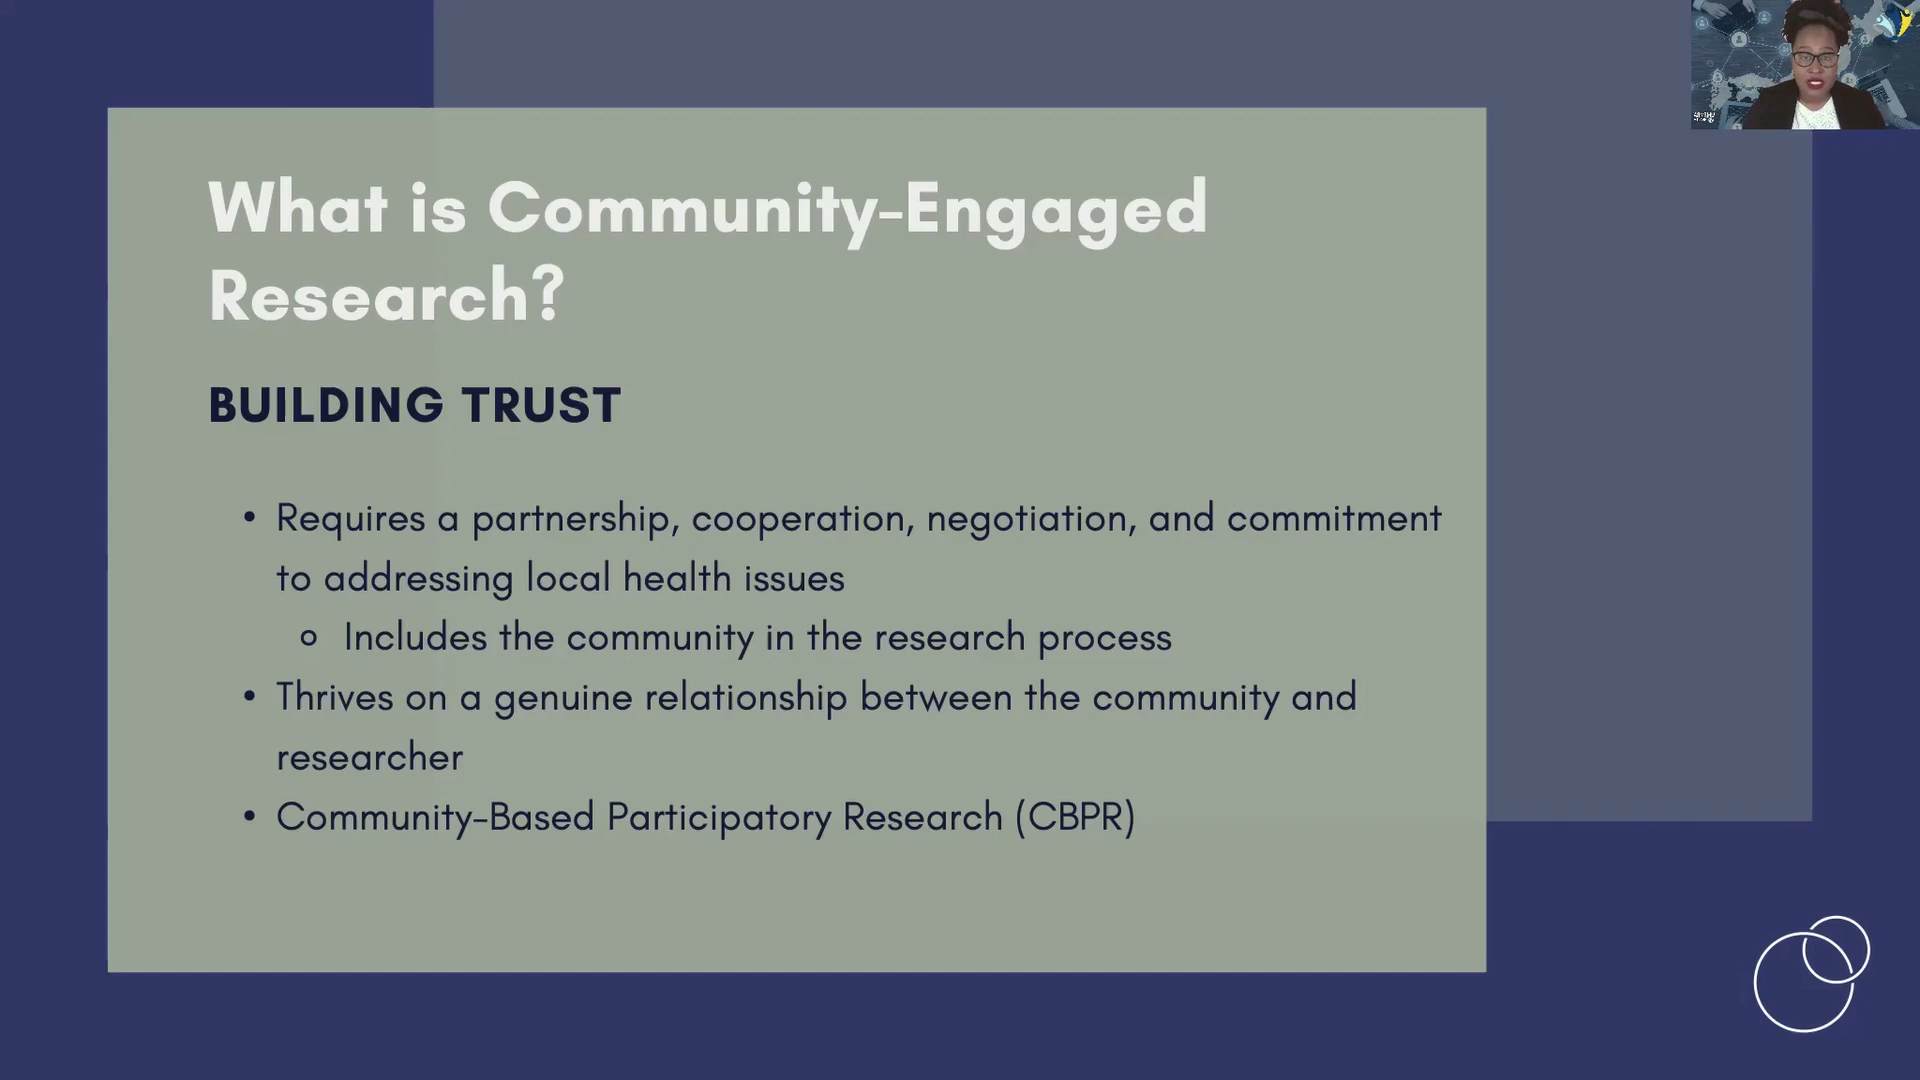 What is Community-Engaged
Research?
BUILDING TRUST
• Requires a partnership, cooperation, negotiation, and commitment
to addressing local health issues
○ Includes the community in the research process
• Thrives on a genuine relationship between the community and
researcher
• Community-Based Participatory Research (CBPR)